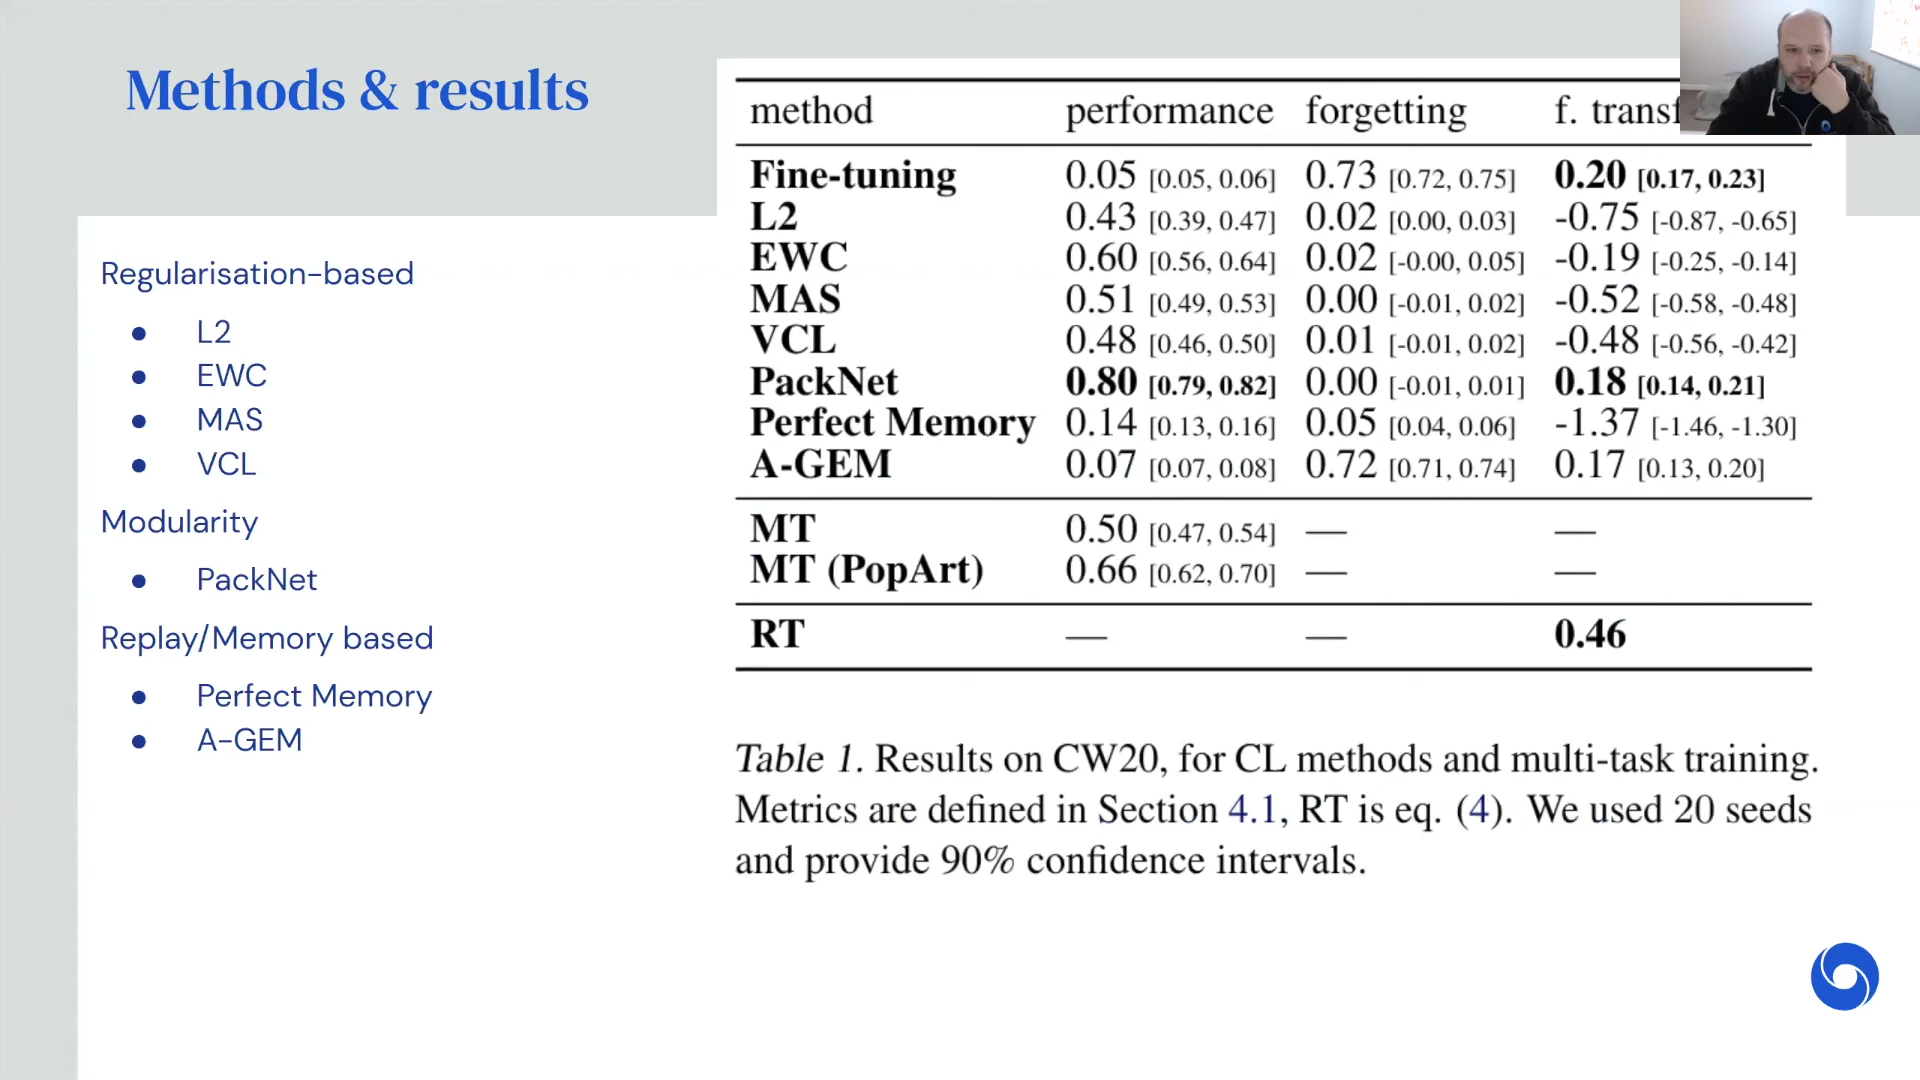 Methods & results
Regularisation-based
● L2
● EWC
● MAS
● VCL
Modularity
● PackNet
Replay/Memory based
● Perfect Memory
● A-GEM
method performance forgetting f. transf
Fine-tuning 0.05 [0.05, 0.06] 0.73 [0.72, 0.75] 0.20 [0.17, 0.23]
L2 0.43 [0.39, 0.47] 0.02 [0.00, 0.03] -0.75 [-0.87, -0.65]
EWC 0.60 [0.56, 0.64] 0.02 [-0.00, 0.05] -0.19 [-0.25, -0.14]
MAS 0.51 [0.49, 0.53] 0.00 [-0.01, 0.02] -0.52 [-0.58, -0.48]
VCL 0.48 [0.46, 0.50] 0.01 [-0.01, 0.02] -0.48 [-0.56, -0.42]
PackNet 0.80 [0.79, 0.82] 0.00 [-0.01, 0.01] 0.18 [0.14, 0.21]
Perfect Memory 0.14 [0.13, 0.16] 0.05 [0.04, 0.06] -1.37 [-1.46, -1.30]
A-GEM 0.07 [0.07, 0.08] 0.72 [0.71, 0.74] 0.17 [0.13, 0.20]
MT 0.50 [0.47, 0.54] — —
MT (PopArt) 0.66 [0.62, 0.70] — —
RT — — 0.46
Table 1. Results on CW20, for CL methods and multi-task training.
Metrics are defined in Section 4.1, RT is eq. (4). We used 20 seeds
and provide 90% confidence intervals.